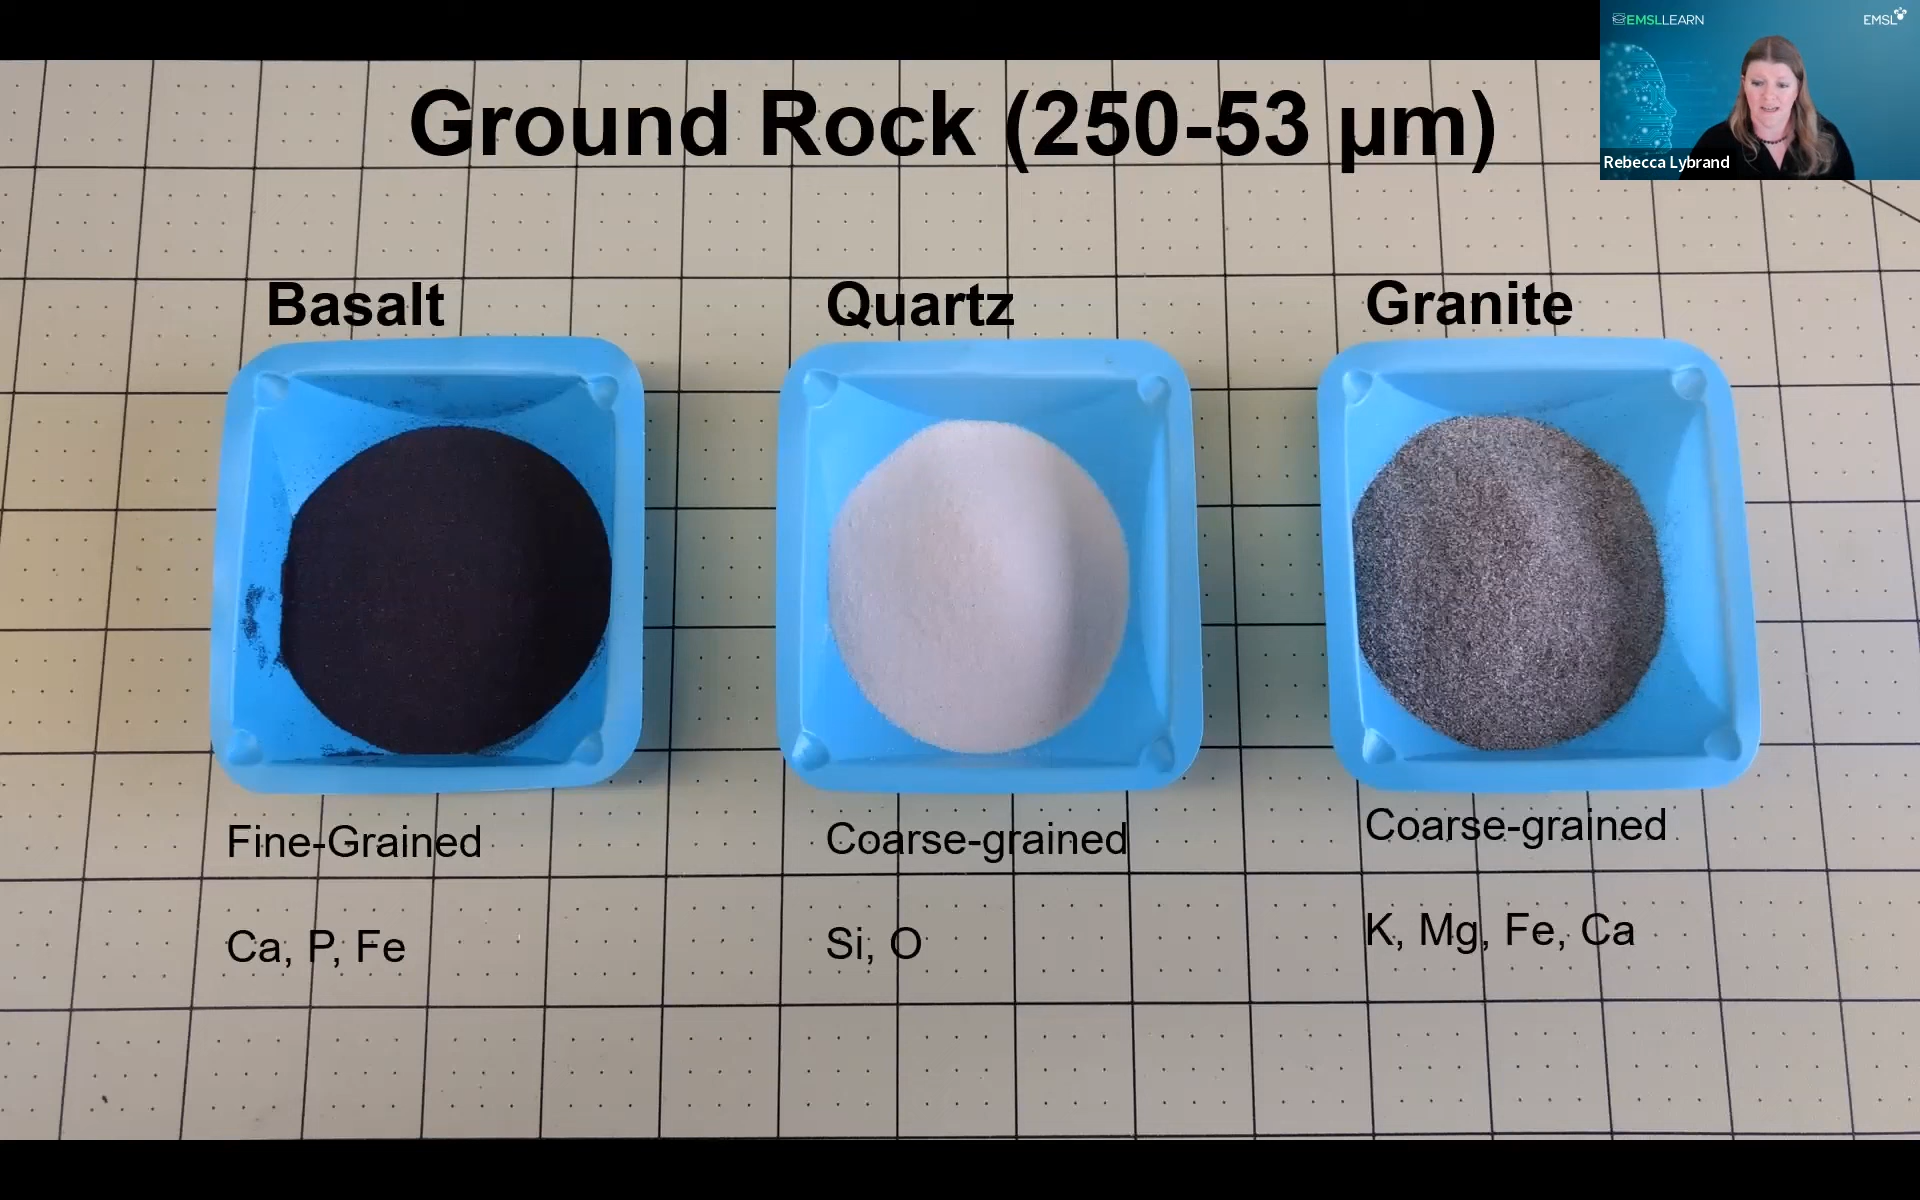 Ground Rock (250-53 µm)
EMSLLEARN
EMSL
Rebecca Lybrand
Basalt
Quartz
Granite
Fine-Grained
Coarse-grained
Coarse-grained
Ca, P, Fe
Si, O
K, Mg, Fe, Ca